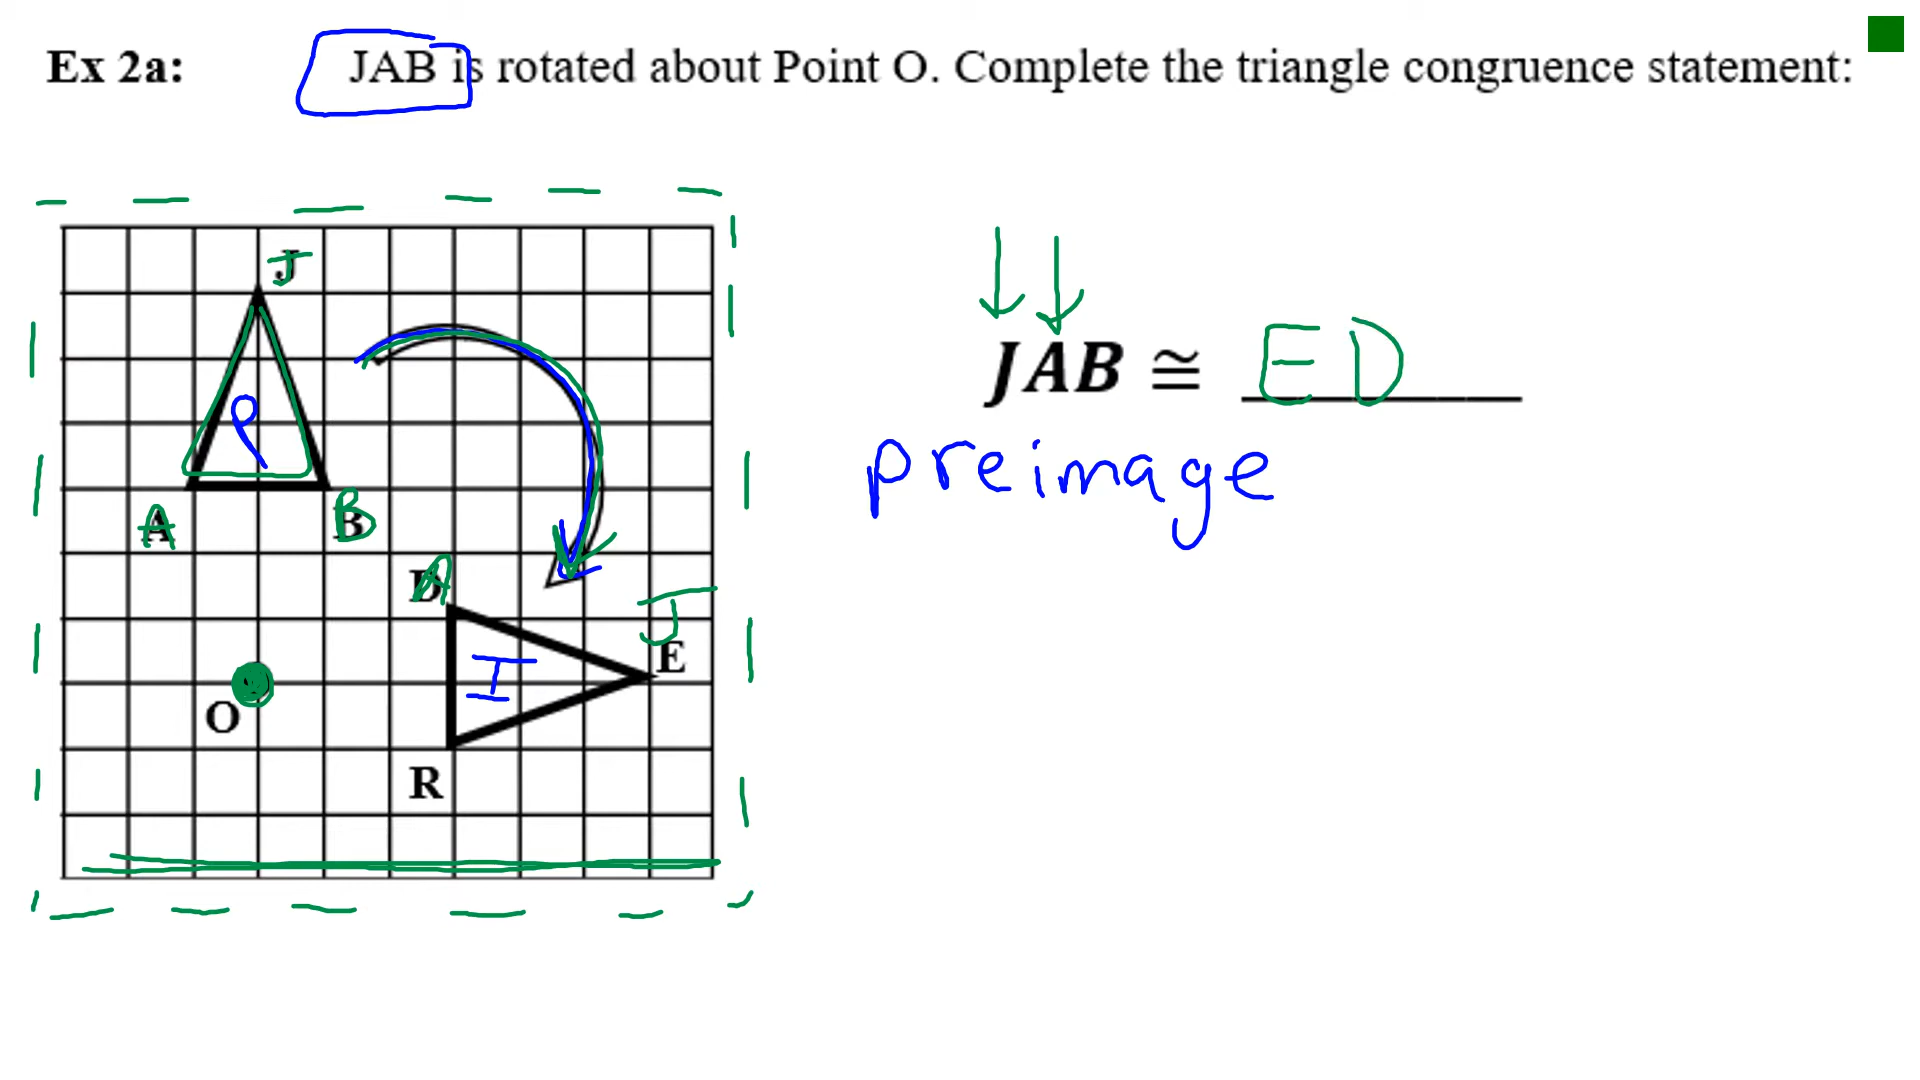 Ex 2a: JAB is rotated about Point O. Complete the triangle congruence statement:
J
J
P
A
A
B
B
D
A
J
E
I
O
R
JAB ≅ ED
preimage